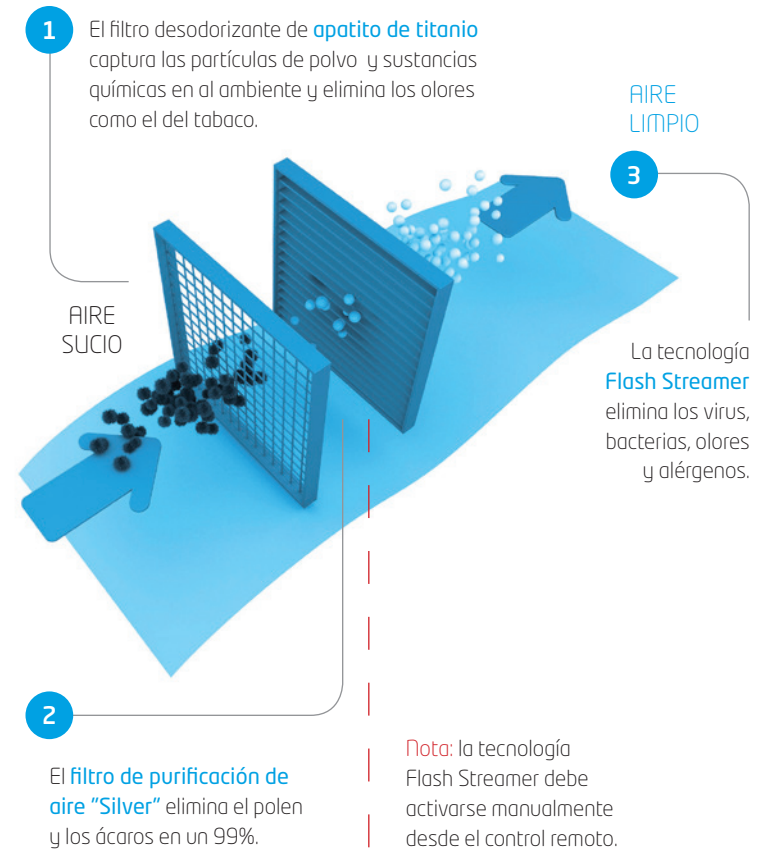 1
El filtro desodorizante de apatito de titanio
captura las partículas de polvo y sustancias
químicas en al ambiente y elimina los olores
como el del tabaco.
AIRE
LIMPIO
3
AIRE
SUCIO
La tecnología
Flash Streamer
elimina los virus,
bacterias, olores
y alérgenos.
2
El filtro de purificación de
aire "Silver" elimina el polen
y los ácaros en un 99%.
Nota: la tecnología
Flash Streamer debe
activarse manualmente
desde el control remoto.